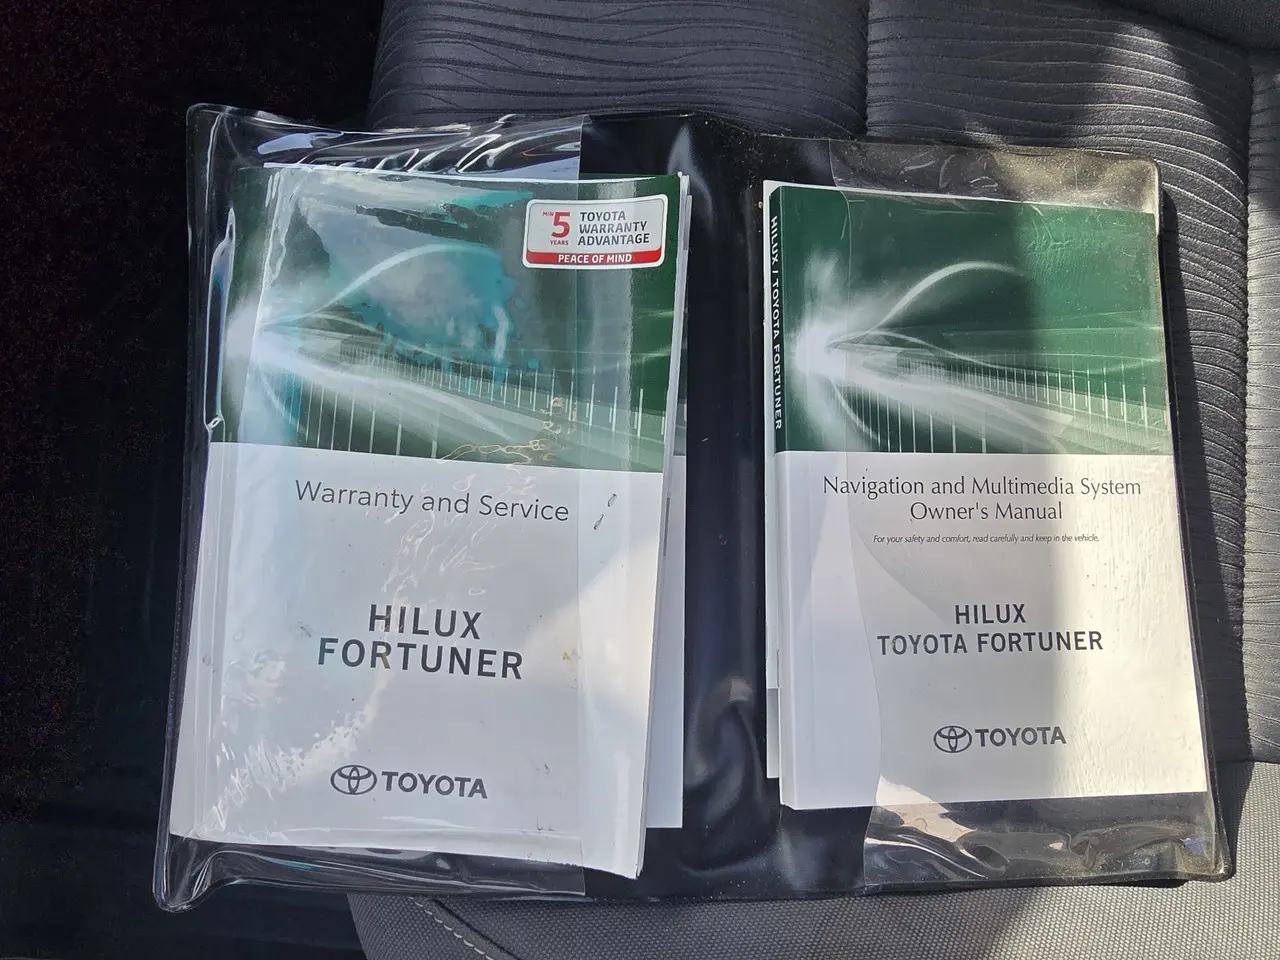 MIN
5
YEARS
TOYOTA
WARRANTY
ADVANTAGE
PEACE OF MIND
Warranty and Service
HILUX
FORTUNER
TOYOTA
HILUX / TOYOTA FORTUNER
Navigation and Multimedia System
Owner's Manual
For your safety and comfort, read carefully and keep in the vehicle.
HILUX
TOYOTA FORTUNER
TOYOTA